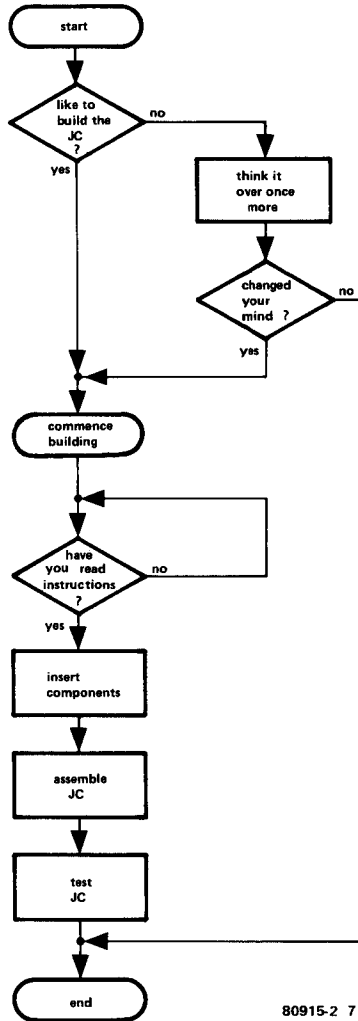 start
like to
build the
JC
?
no
yes
think it
over once
more
changed
your
mind ?
no
yes
commence
building
have
you read
instructions
?
no
yes
insert
components
assemble
JC
test
JC
end
80915-2 7